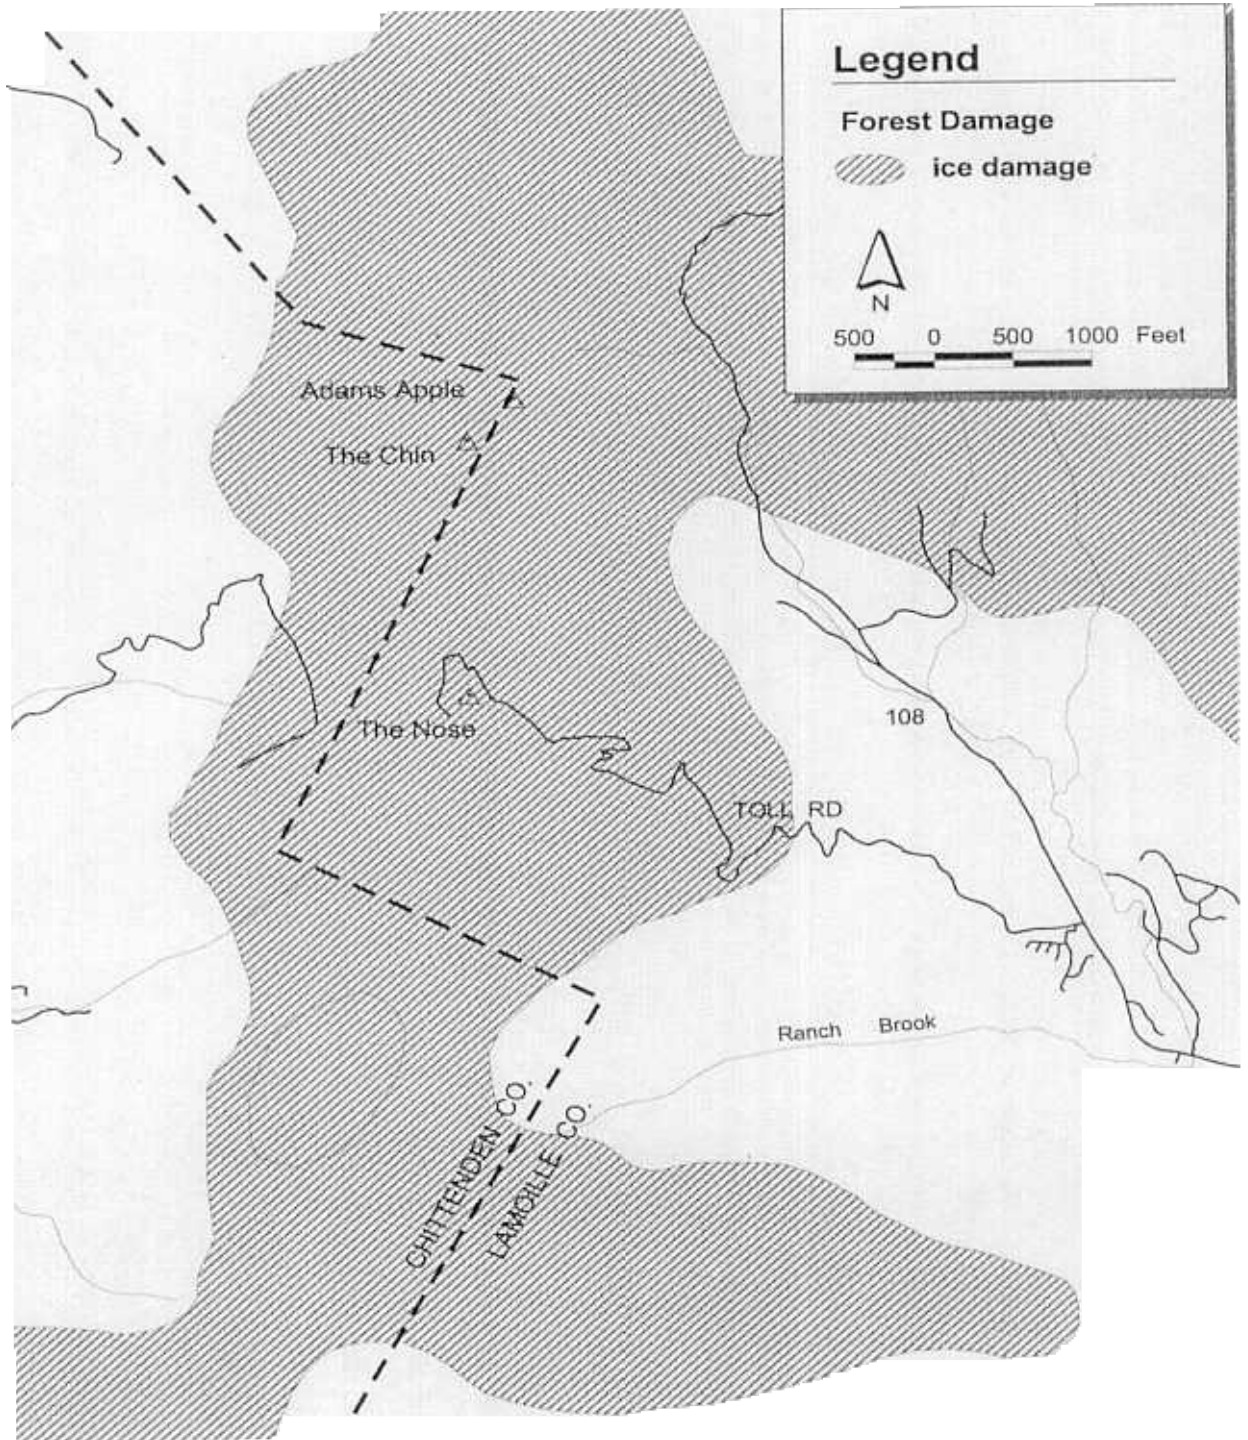 Legend
Forest Damage
ice damage
N
500 0 500 1000 Feet
Adams Apple
The Chin
The Nose
108
TOLL RD
Ranch Brook
CHITTENDEN CO.
LAMOILLE CO.